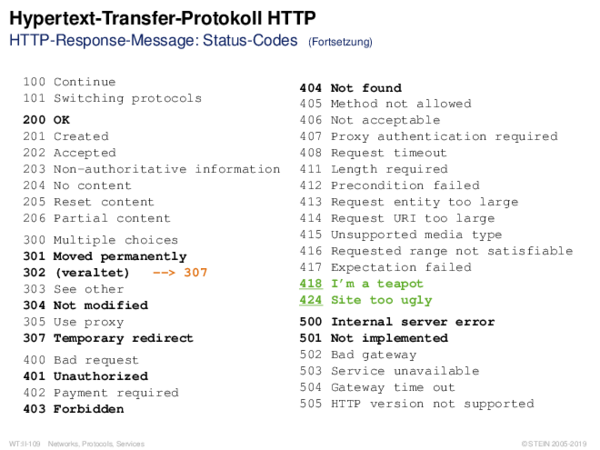 Hypertext-Transfer-Protokoll HTTP
HTTP-Response-Message: Status-Codes (Fortsetzung)
100 Continue
101 Switching protocols
200 OK
201 Created
202 Accepted
203 Non-authoritative information
204 No content
205 Reset content
206 Partial content
300 Multiple choices
301 Moved permanently
302 (veraltet) --> 307
303 See other
304 Not modified
305 Use proxy
307 Temporary redirect
400 Bad request
401 Unauthorized
402 Payment required
403 Forbidden
404 Not found
405 Method not allowed
406 Not acceptable
407 Proxy authentication required
408 Request timeout
411 Length required
412 Precondition failed
413 Request entity too large
414 Request URI too large
415 Unsupported media type
416 Requested range not satisfiable
417 Expectation failed
418 I'm a teapot
424 Site too ugly
500 Internal server error
501 Not implemented
502 Bad gateway
503 Service unavailable
504 Gateway time out
505 HTTP version not supported
WT:II-109 Networks, Protocols, Services
© STEIN 2005-2019